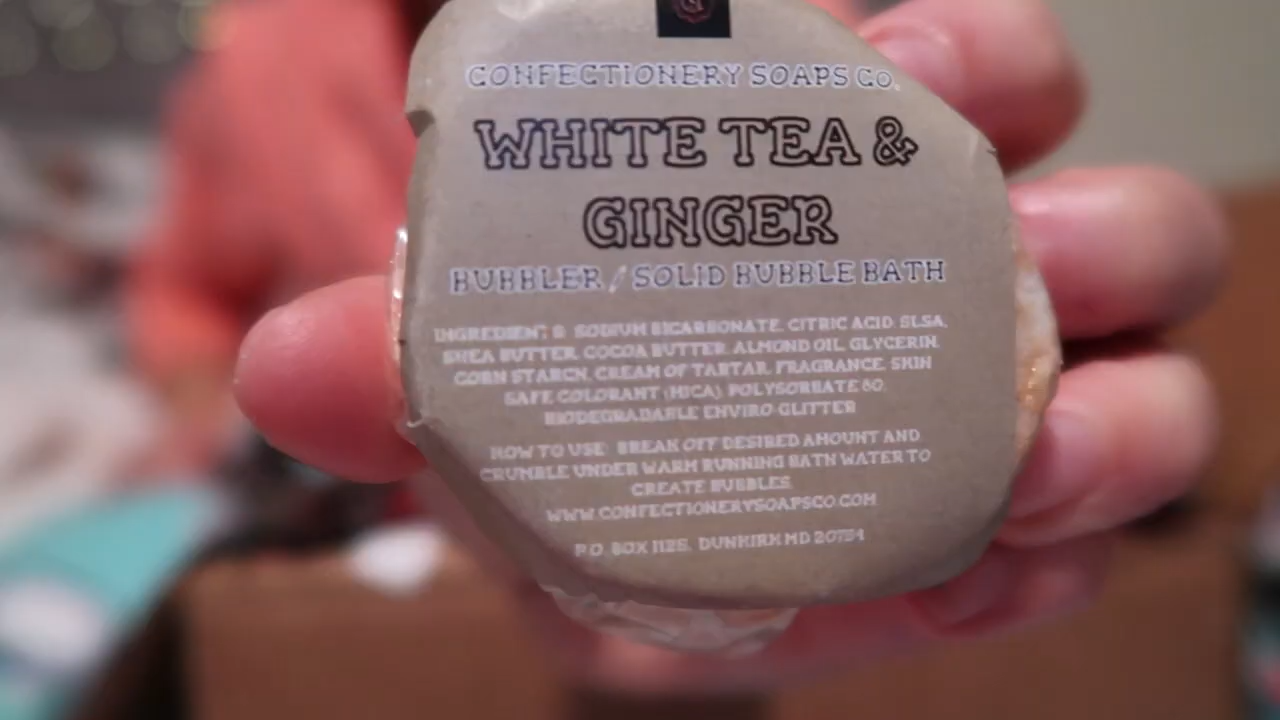 CONFECTIONERY SOAPS CO.
WHITE TEA &
GINGER
BUBBLER / SOLID BUBBLE BATH
INGREDIENTS: SODIUM BICARBONATE, CITRIC ACID, SLSA,
SHEA BUTTER, COCOA BUTTER, ALMOND OIL, GLYCERIN,
CORN STARCH, CREAM OF TARTAR, FRAGRANCE, SKIN
SAFE COLORANT (MICA), POLYSORBATE 80,
BIODEGRADABLE ENVIRO-GLITTER
HOW TO USE: BREAK OFF DESIRED AMOUNT AND
CRUMBLE UNDER WARM RUNNING BATH WATER TO
CREATE BUBBLES.
WWW.CONFECTIONERYSOAPSCO.COM
P.O. BOX 1125, DUNKIRK MD 20754